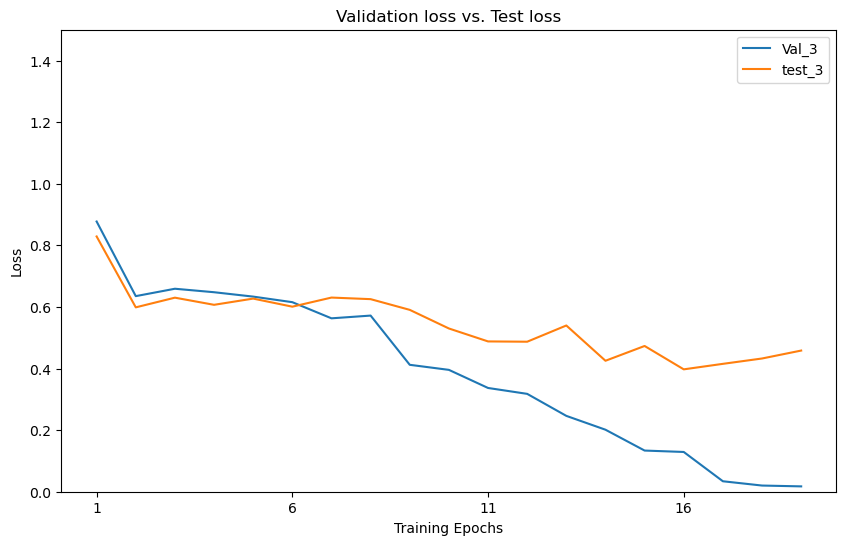 Validation loss vs. Test loss
Val_3
test_3
1.4
1.2
1.0
0.8
0.6
0.4
0.2
0.0
Loss
1 6 11 16
Training Epochs